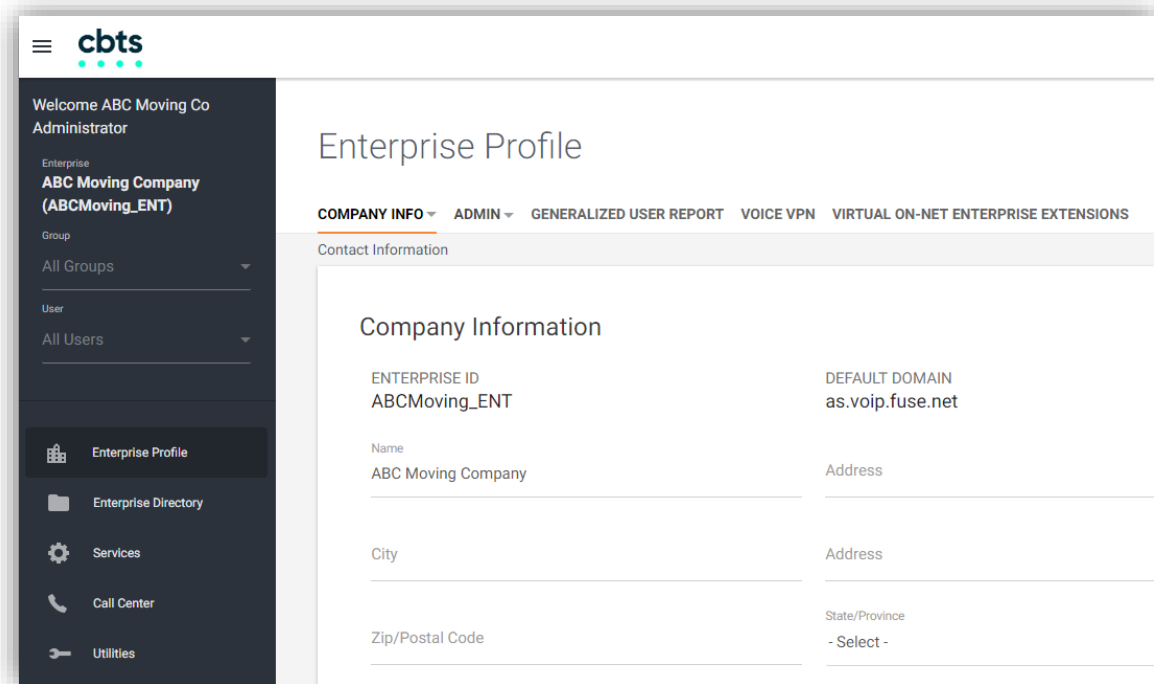 cbts
Welcome ABC Moving Co
Administrator
Enterprise
ABC Moving Company
(ABCMoving_ENT)
Group
All Groups
User
All Users
Enterprise Profile
Enterprise Directory
Services
Call Center
Utilities
Enterprise Profile
COMPANY INFO ADMIN GENERALIZED USER REPORT VOICE VPN VIRTUAL ON-NET ENTERPRISE EXTENSIONS
Contact Information
Company Information
ENTERPRISE ID
ABCMoving_ENT
DEFAULT DOMAIN
as.voip.fuse.net
Name
ABC Moving Company
Address
City
Address
Zip/Postal Code
State/Province
- Select -